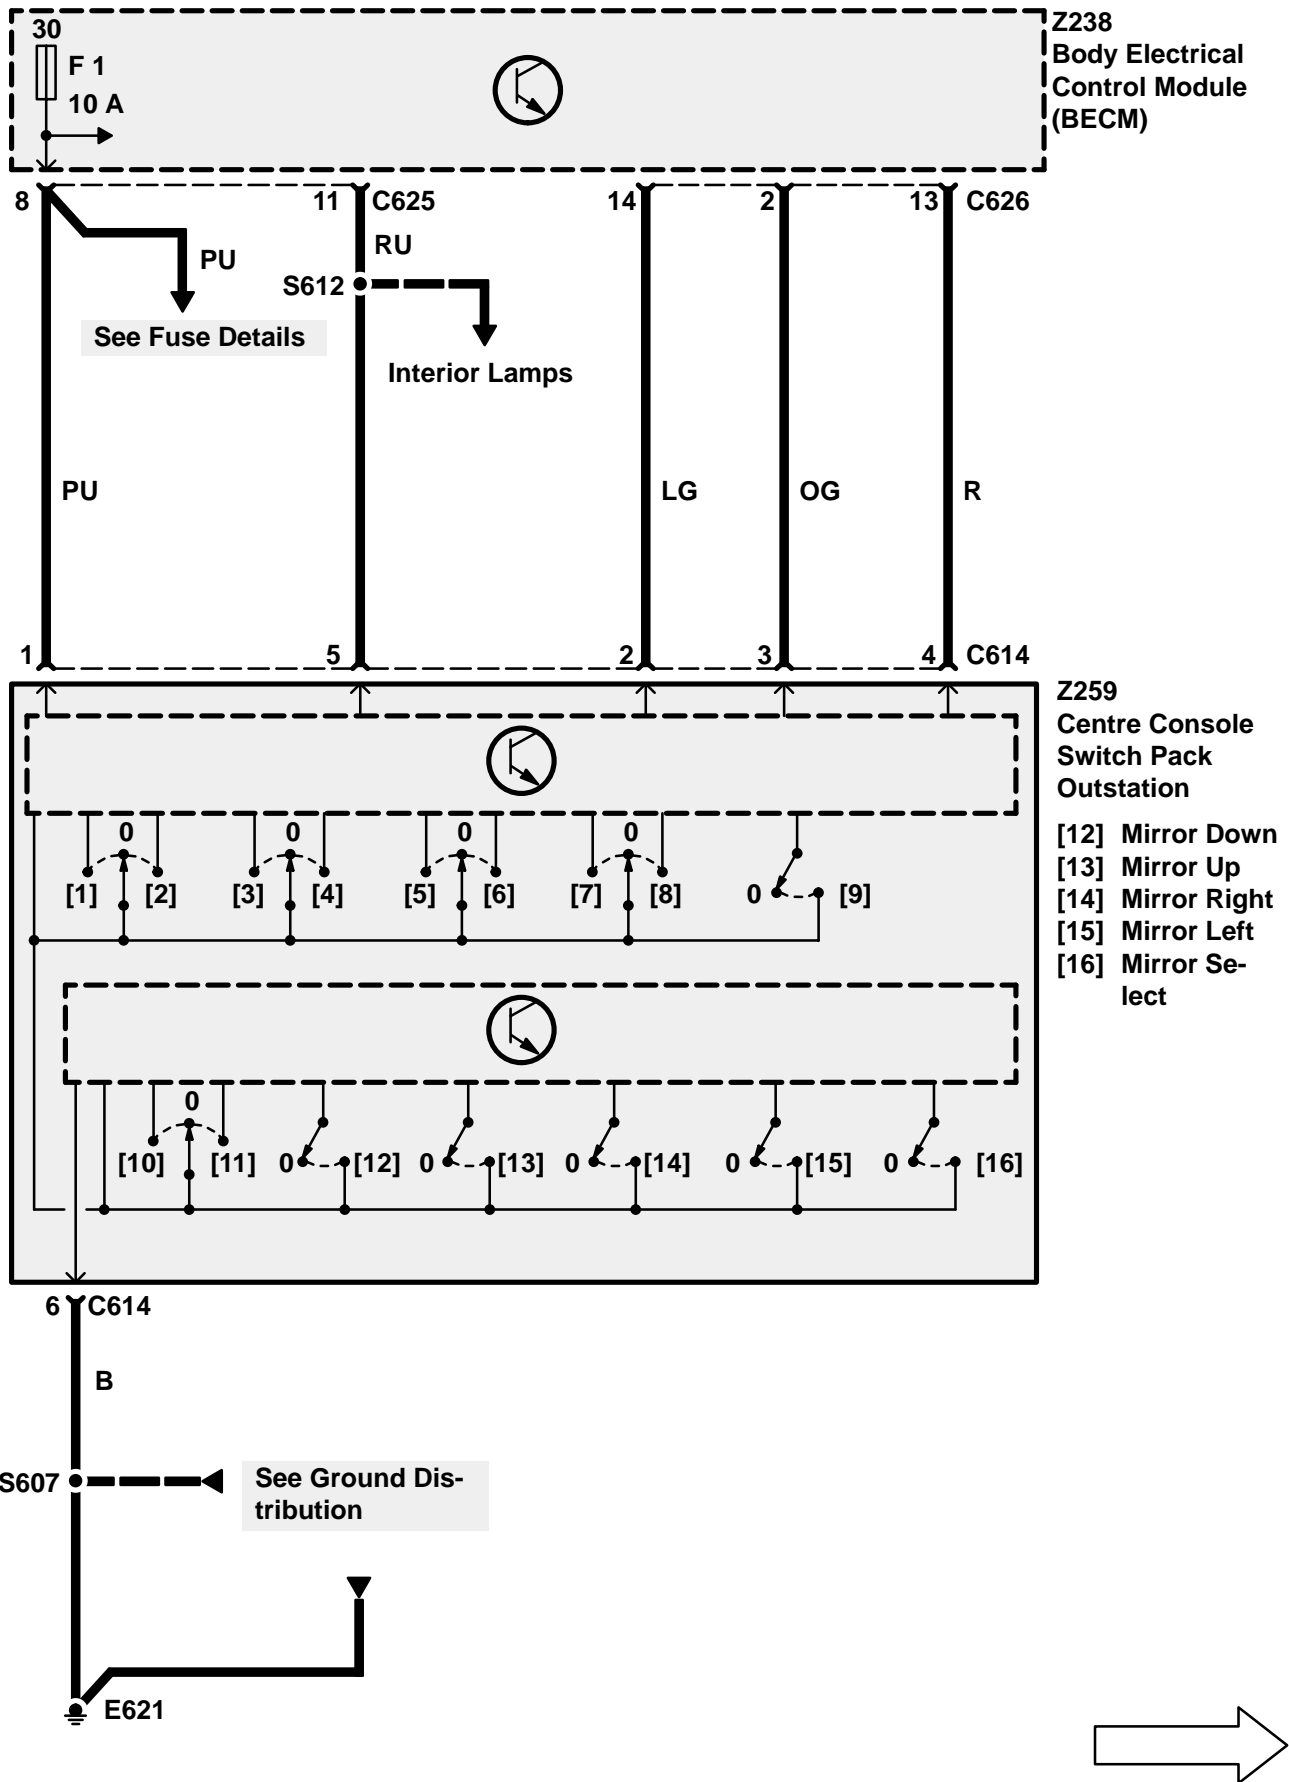 30
F 1
10 A
Z238
Body Electrical
Control Module
(BECM)
8
11
C625
14
2
13
C626
PU
RU
S612
See Fuse Details
Interior Lamps
PU
LG
OG
R
1
5
2
3
4
C614
Z259
Centre Console
Switch Pack
Outstation
[12] Mirror Down
[13] Mirror Up
[14] Mirror Right
[15] Mirror Left
[16] Mirror Se-
lect
0 0 0 0
[1] [2] [3] [4] [5] [6] [7] [8] 0 [9]
0
[10] [11] 0 [12] 0 [13] 0 [14] 0 [15] 0 [16]
6
C614
B
S607
See Ground Dis-
tribution
E621